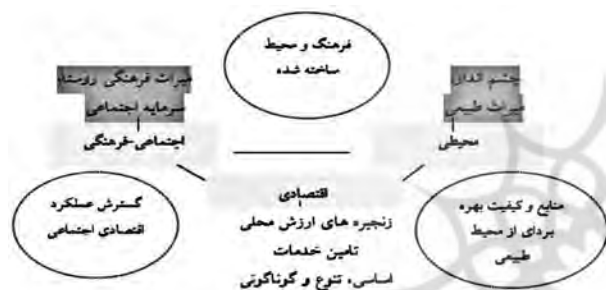 فرهنگ و محیط
ساخته شده
چشم انداز
میراث طبیعی
محیطی
میراث فرهنگی روستا،
سرمایه اجتماعی
اجتماعی-فرهنگی
منابع و کیفیت بهره
بردای از محیط
طبیعی
اقتصادی
زنجیره های ارزش محلی
تامین خدمات
اساسی، تنوع و گوناگونی
گسترش عملکرد
اقتصادی اجتماعی